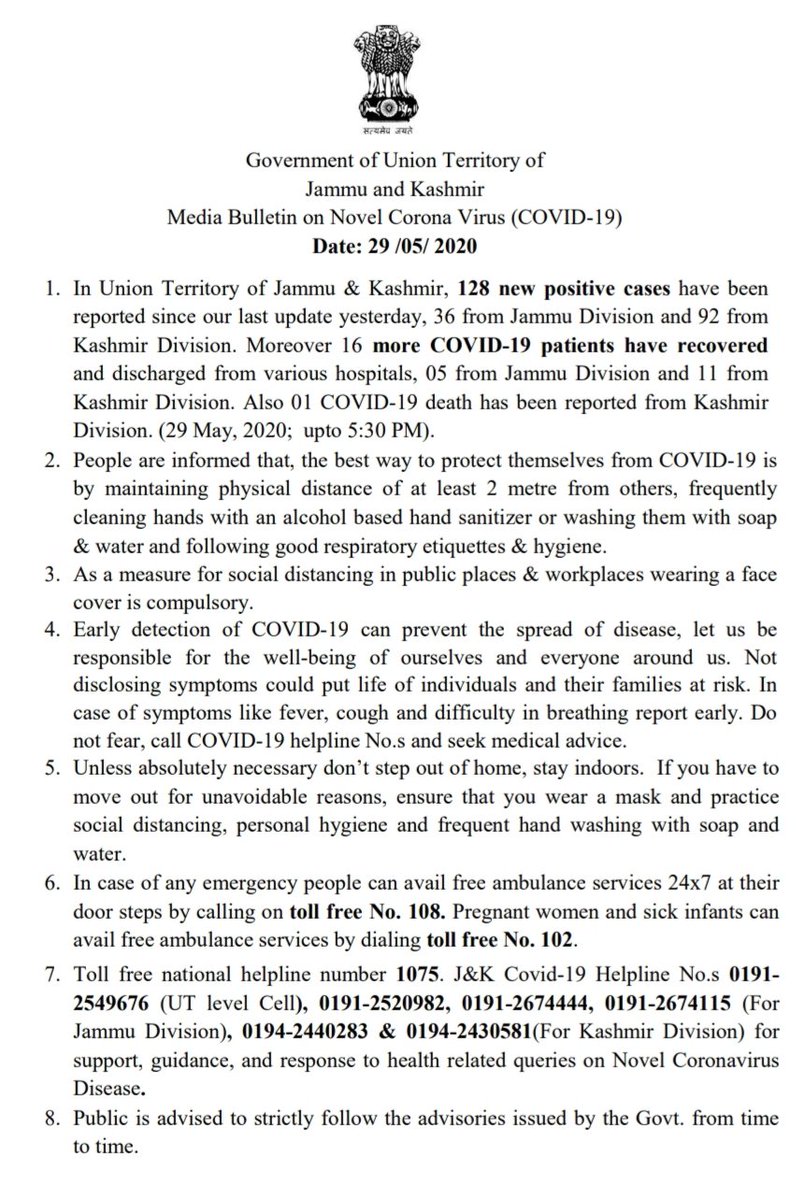 सत्यमेव जयते
Government of Union Territory of
Jammu and Kashmir
Media Bulletin on Novel Corona Virus (COVID-19)
Date: 29 /05/ 2020
1. In Union Territory of Jammu & Kashmir, 128 new positive cases have been
reported since our last update yesterday, 36 from Jammu Division and 92 from
Kashmir Division. Moreover 16 more COVID-19 patients have recovered
and discharged from various hospitals, 05 from Jammu Division and 11 from
Kashmir Division. Also 01 COVID-19 death has been reported from Kashmir
Division. (29 May, 2020; upto 5:30 PM).
2. People are informed that, the best way to protect themselves from COVID-19 is
by maintaining physical distance of at least 2 metre from others, frequently
cleaning hands with an alcohol based hand sanitizer or washing them with soap
& water and following good respiratory etiquettes & hygiene.
3. As a measure for social distancing in public places & workplaces wearing a face
cover is compulsory.
4. Early detection of COVID-19 can prevent the spread of disease, let us be
responsible for the well-being of ourselves and everyone around us. Not
disclosing symptoms could put life of individuals and their families at risk. In
case of symptoms like fever, cough and difficulty in breathing report early. Do
not fear, call COVID-19 helpline No.s and seek medical advice.
5. Unless absolutely necessary don’t step out of home, stay indoors. If you have to
move out for unavoidable reasons, ensure that you wear a mask and practice
social distancing, personal hygiene and frequent hand washing with soap and
water.
6. In case of any emergency people can avail free ambulance services 24x7 at their
door steps by calling on toll free No. 108. Pregnant women and sick infants can
avail free ambulance services by dialing toll free No. 102.
7. Toll free national helpline number 1075. J&K Covid-19 Helpline No.s 0191-
2549676 (UT level Cell), 0191-2520982, 0191-2674444, 0191-2674115 (For
Jammu Division), 0194-2440283 & 0194-2430581(For Kashmir Division) for
support, guidance, and response to health related queries on Novel Coronavirus
Disease.
8. Public is advised to strictly follow the advisories issued by the Govt. from time
to time.